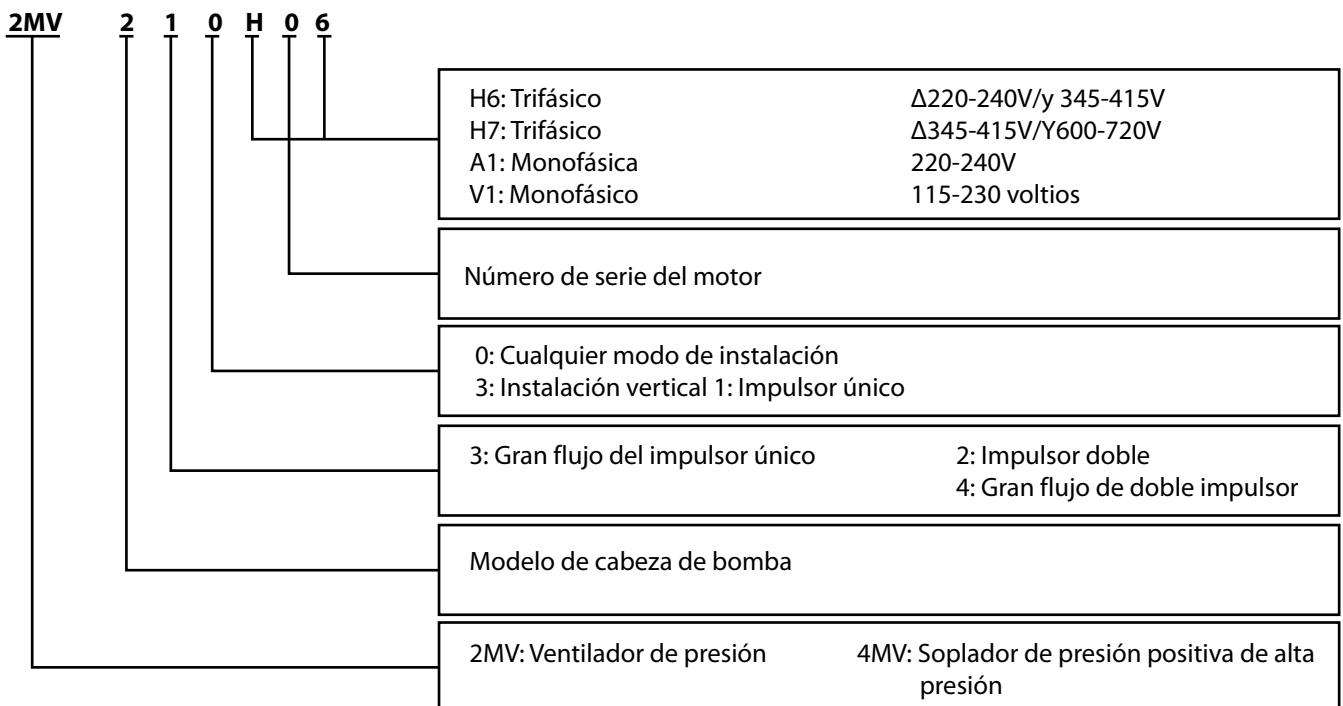 2MV 2 1 0 H 0 6
H6: Trifásico Δ220-240V/y 345-415V
H7: Trifásico Δ345-415V/Y600-720V
A1: Monofásica 220-240V
V1: Monofásico 115-230 voltios
Número de serie del motor
0: Cualquier modo de instalación
3: Instalación vertical 1: Impulsor único
3: Gran flujo del impulsor único 2: Impulsor doble
4: Gran flujo de doble impulsor
Modelo de cabeza de bomba
2MV: Ventilador de presión 4MV: Soplador de presión positiva de alta
presión